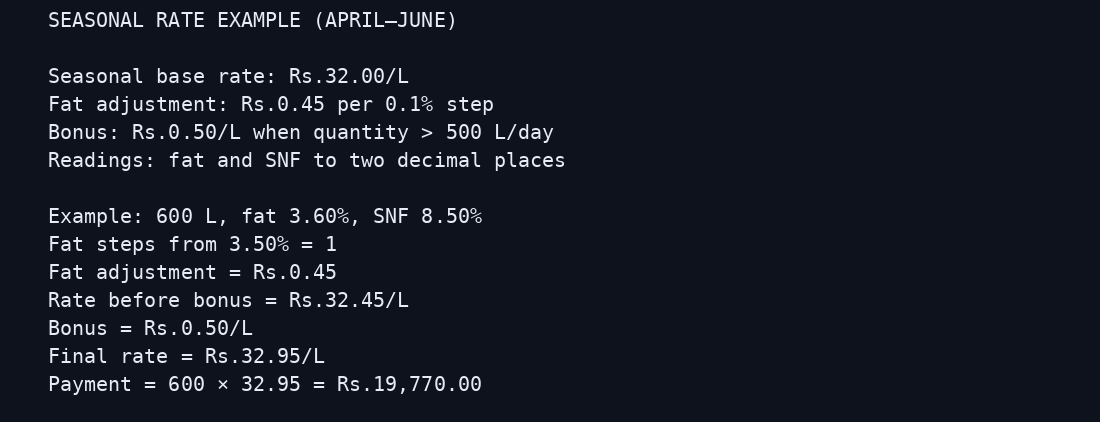 SEASONAL RATE EXAMPLE (APRIL–JUNE)
Seasonal base rate: Rs.32.00/L
Fat adjustment: Rs.0.45 per 0.1% step
Bonus: Rs.0.50/L when quantity > 500 L/day
Readings: fat and SNF to two decimal places
Example: 600 L, fat 3.60%, SNF 8.50%
Fat steps from 3.50% = 1
Fat adjustment = Rs.0.45
Rate before bonus = Rs.32.45/L
Bonus = Rs.0.50/L
Final rate = Rs.32.95/L
Payment = 600 × 32.95 = Rs.19,770.00